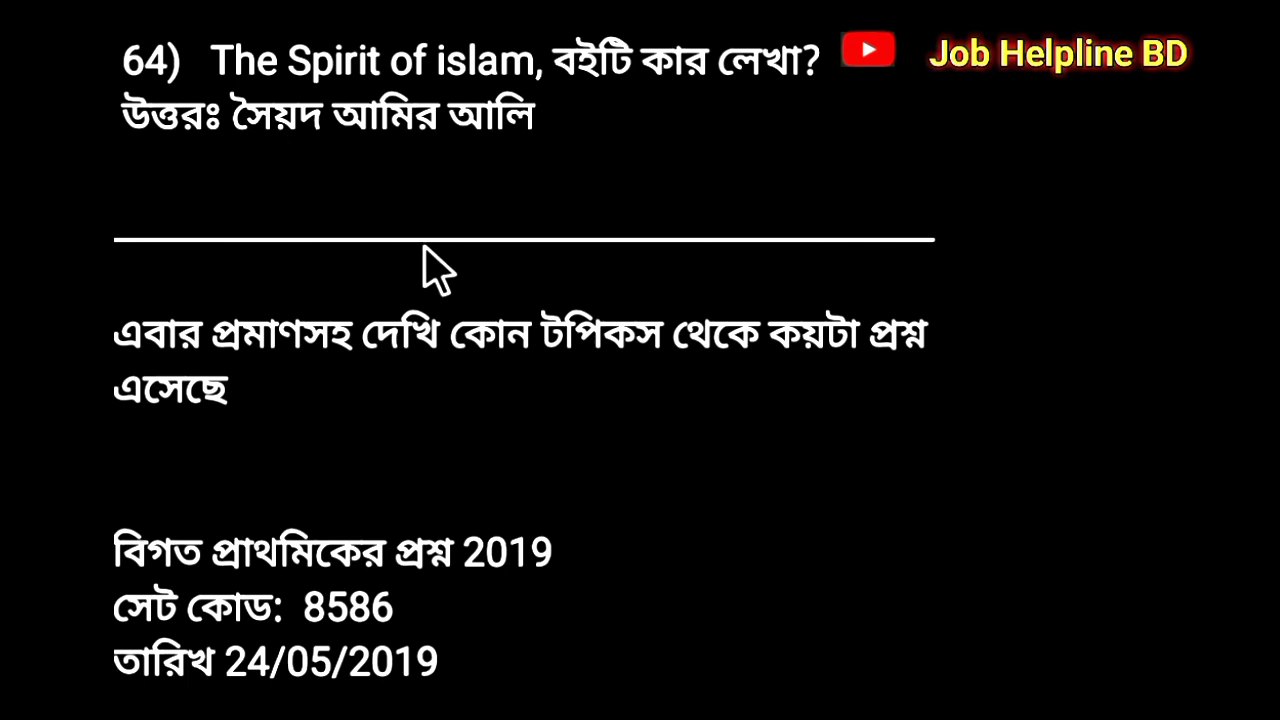 64) The Spirit of islam, বইটি কার লেখা?
Job Helpline BD
উত্তরঃ সৈয়দ আমির আলি
এবার প্রমাণসহ দেখি কোন টপিকস থেকে কয়টা প্রশ্ন
এসেছে
বিগত প্রাথমিকের প্রশ্ন 2019
সেট কোড: 8586
তারিখ 24/05/2019